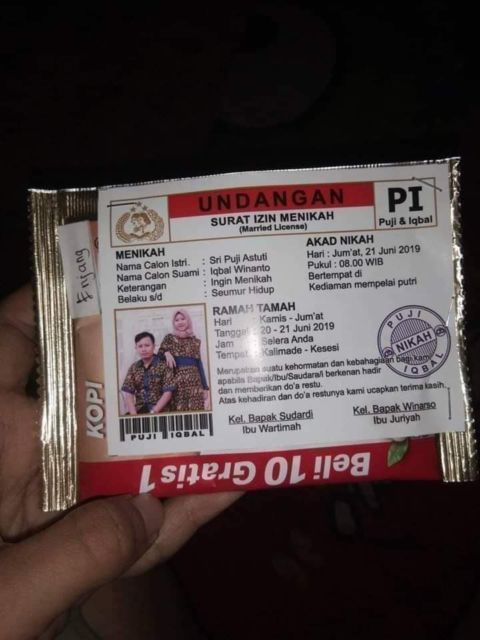 UNDANGAN
SURAT IZIN MENIKAH
(Married License)
PI
Puji & Iqbal
MENIKAH
Nama Calon Istri. : Sri Puji Astuti
Nama Calon Suami : Iqbal Winanto
Keterangan : Ingin Menikah
Belaku s/d : Seumur Hidup
AKAD NIKAH
Hari : Jum'at, 21 Juni 2019
Pukul : 08.00 WIB
Bertempat di
Kediaman mempelai putri
RAMAH TAMAH
Hari : Kamis - Jum'at
Tanggal : 20 - 21 Juni 2019
Jam : Selera Anda
Tempat : Kalimade - Kesesi
Merupakan suatu kehormatan dan kebahagiaan bagi kami
apabila Bapak/Ibu/Saudara/i berkenan hadir
dan memberikan do'a restu.
Atas kehadiran dan do'a restunya kami ucapkan terima kasih.
Kel. Bapak Sudardi
Ibu Wartimah
Kel. Bapak Winarso
Ibu Juriyah
PUJI
NIKAH
IQBAL
PUJI IQBAL
Enjang
KOPI
Beli 10 Gratis 1